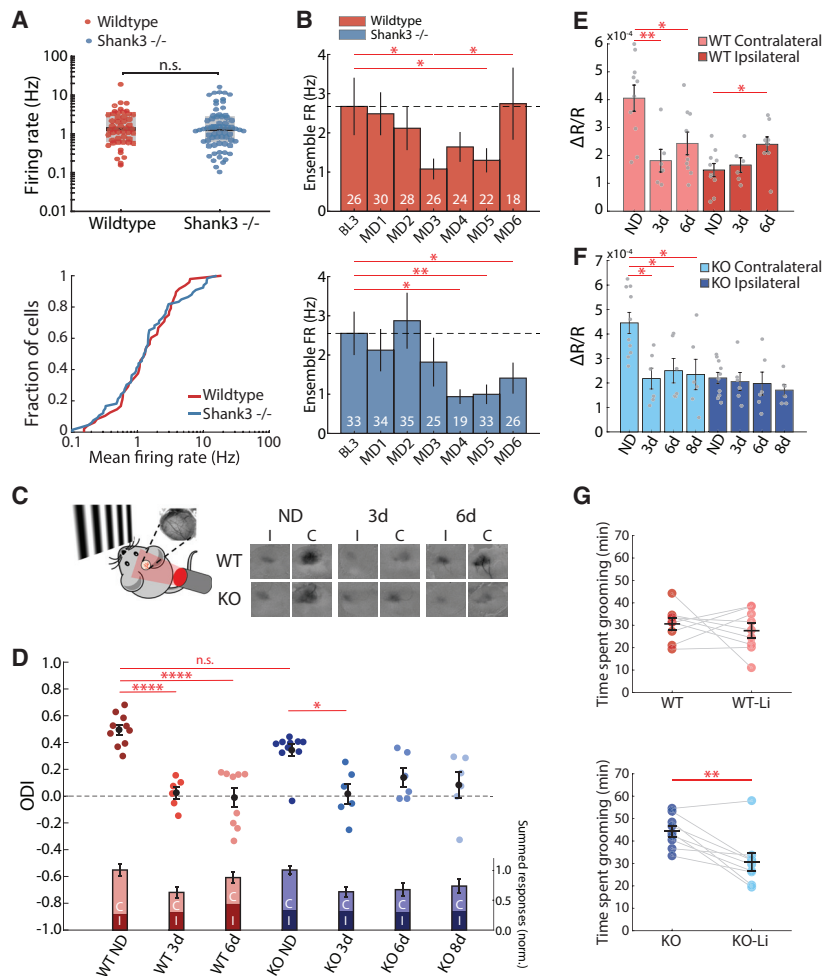 A
Wildtype
Shank3 -/-
n.s.
Firing rate (Hz)
100
10
1
0.1
0.01
Wildtype
Shank3 -/-
Fraction of cells
1
0.8
0.6
0.4
0.2
0
Wildtype
Shank3 -/-
0.1
1
10
100
Mean firing rate (Hz)
B
Wildtype
Shank3 -/-
*
*
*
Ensemble FR (Hz)
4
3
2
1
0
26
30
28
26
24
22
18
BL3
MD1
MD2
MD3
MD4
MD5
MD6
*
**
*
Ensemble FR (Hz)
4
3
2
1
0
33
34
35
25
19
33
26
BL3
MD1
MD2
MD3
MD4
MD5
MD6
C
ND
3d
6d
I
C
I
C
I
C
WT
KO
D
n.s.
****
****
*
ODI
1.0
0.8
0.6
0.4
0.2
0.0
-0.2
-0.4
-0.6
-0.8
-1.0
C
I
C
I
C
I
C
I
C
I
C
I
C
I
WT ND
WT 3d
WT 6d
KO ND
KO 3d
KO 6d
KO 8d
Summed responses (norm.)
1.0
0.5
0.0
E
WT Contralateral
WT Ipsilateral
x10⁻⁴
*
**
*
ΔR/R
6
5
4
3
2
1
0
ND
3d
6d
ND
3d
6d
F
KO Contralateral
KO Ipsilateral
x10⁻⁴
*
*
*
ΔR/R
7
6
5
4
3
2
1
0
ND
3d
6d
8d
ND
3d
6d
8d
G
Time spent grooming (min)
70
60
50
40
30
20
10
0
WT
WT-Li
**
Time spent grooming (min)
70
60
50
40
30
20
10
0
KO
KO-Li